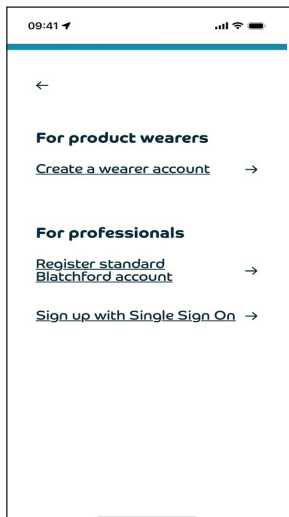 09:41
For product wearers
Create a wearer account
For professionals
Register standard
Blatchford account
Sign up with Single Sign On